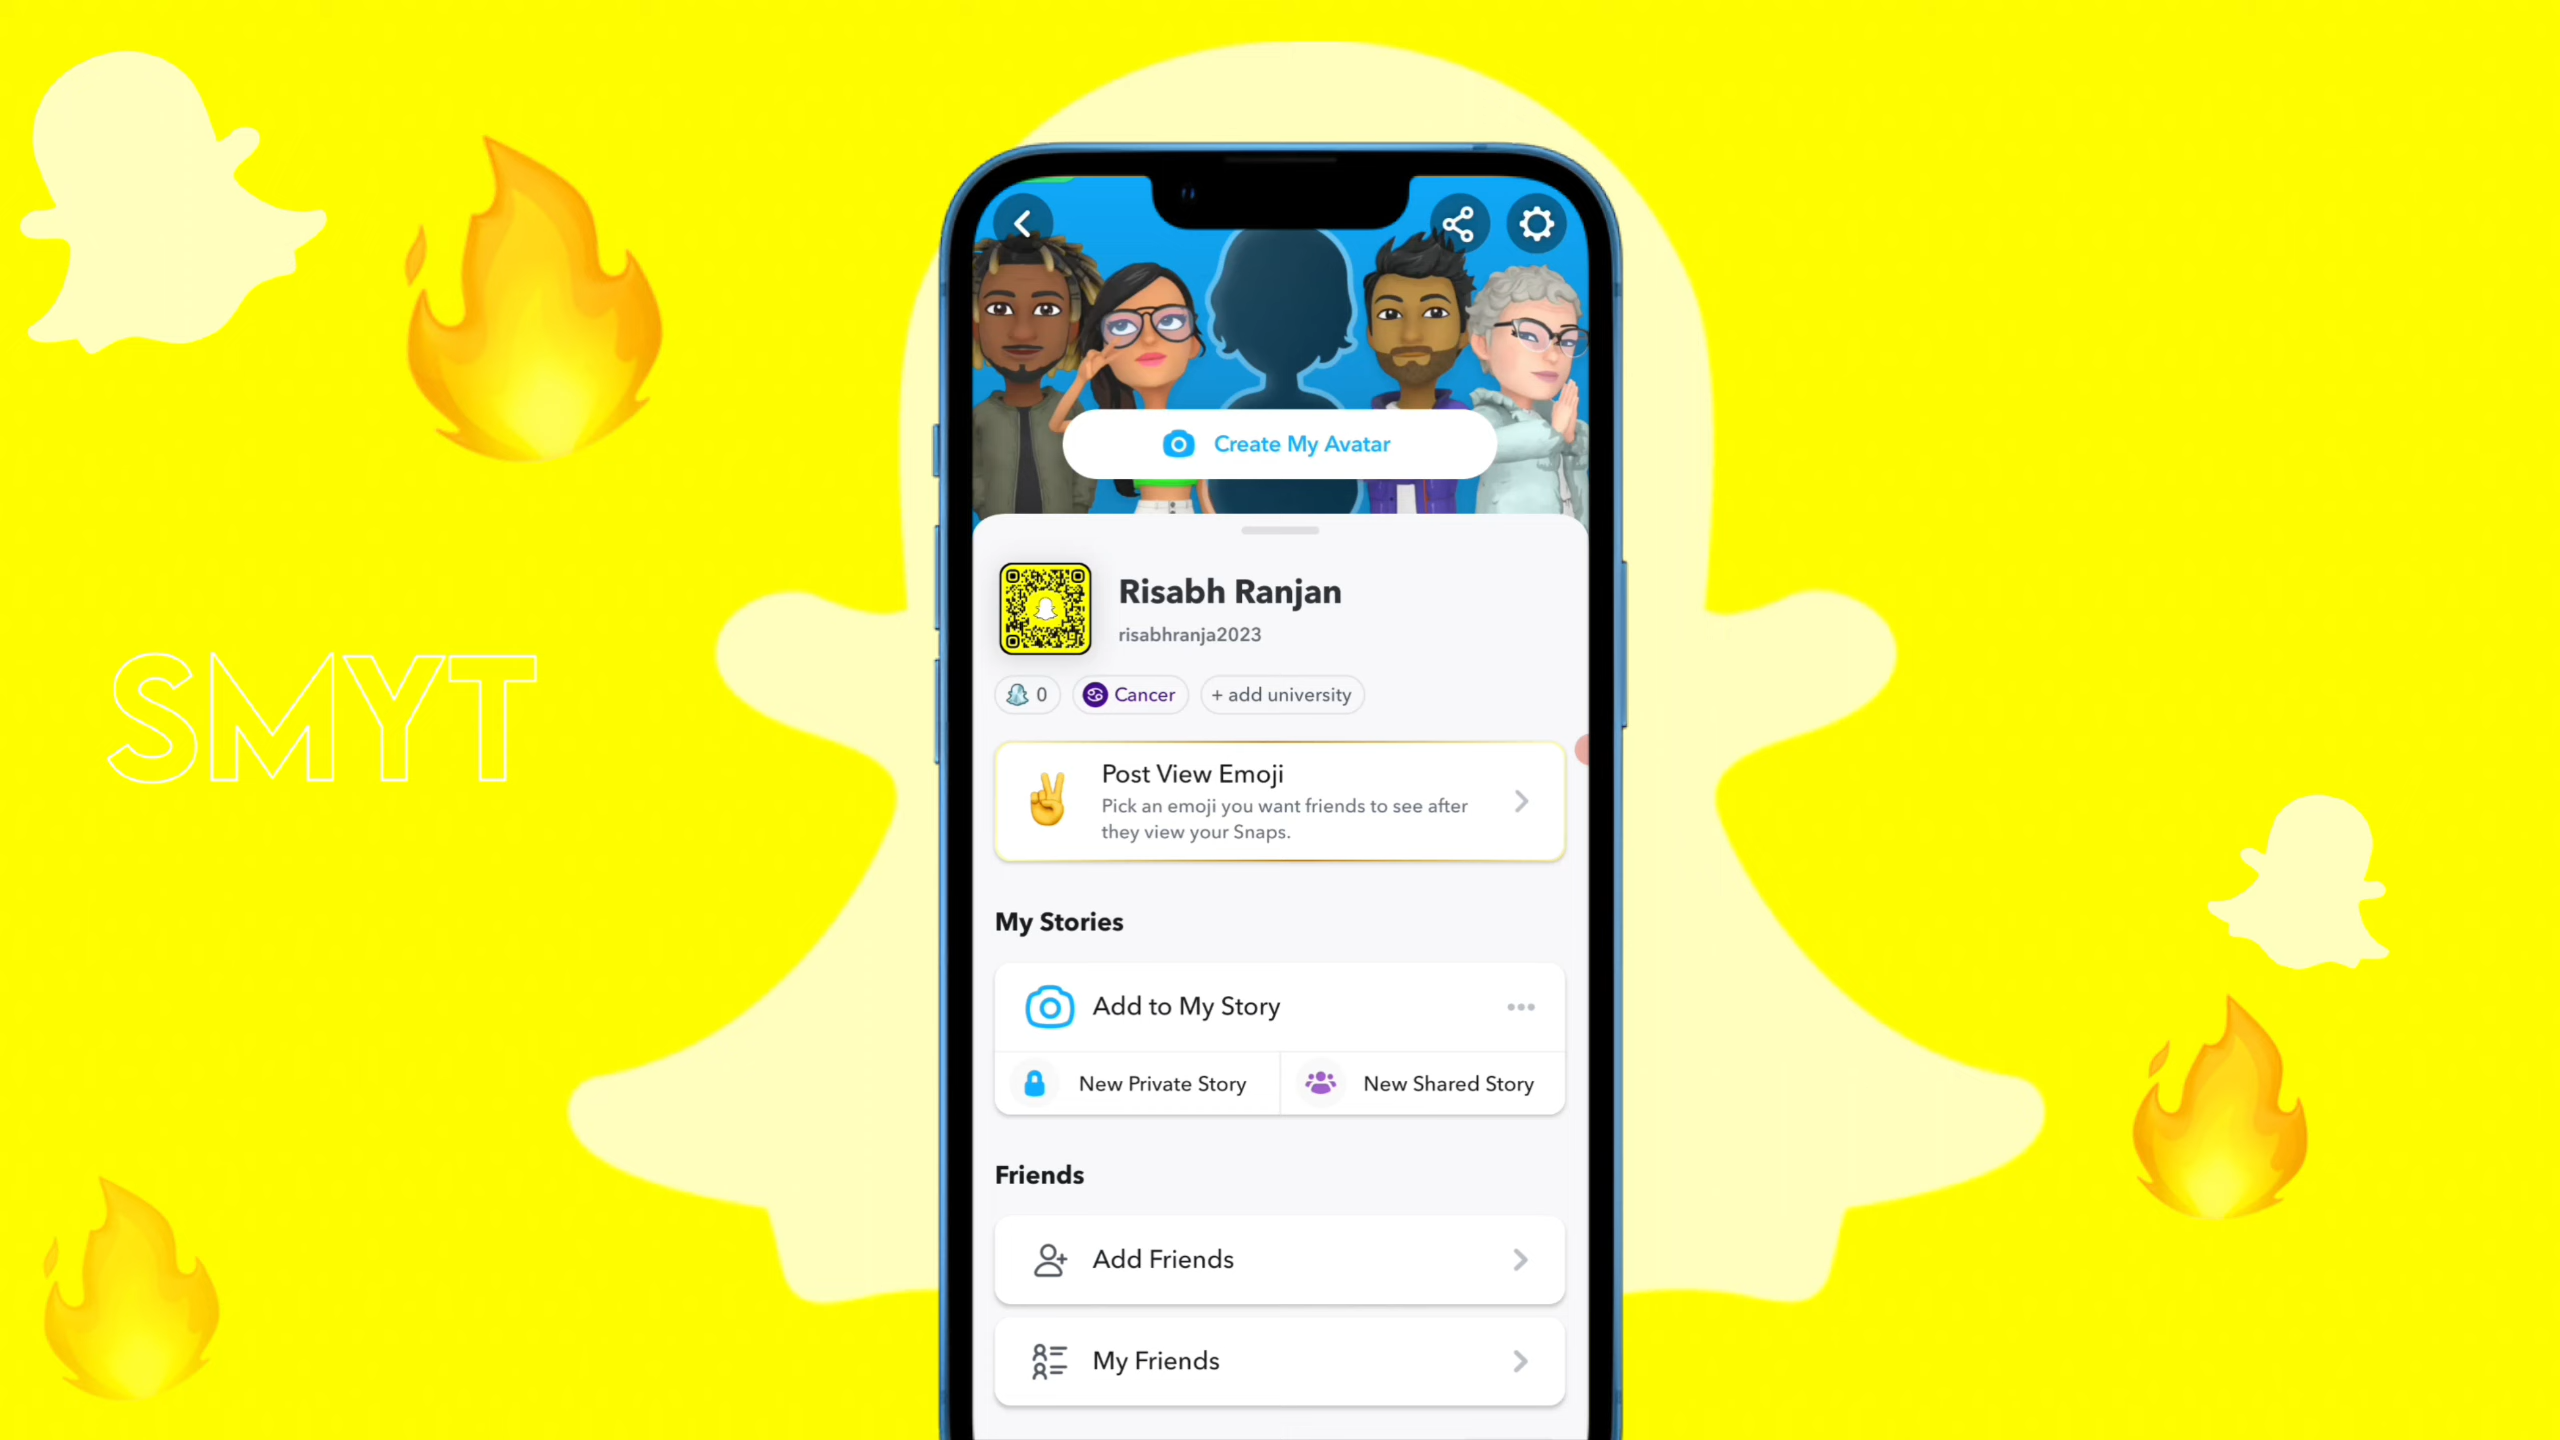 Create My Avatar
Risabh Ranjan
risabhranja2023
0
Cancer
+ add university
Post View Emoji
Pick an emoji you want friends to see after
they view your Snaps.
SMYT
My Stories
Add to My Story
New Private Story
New Shared Story
Friends
Add Friends
My Friends